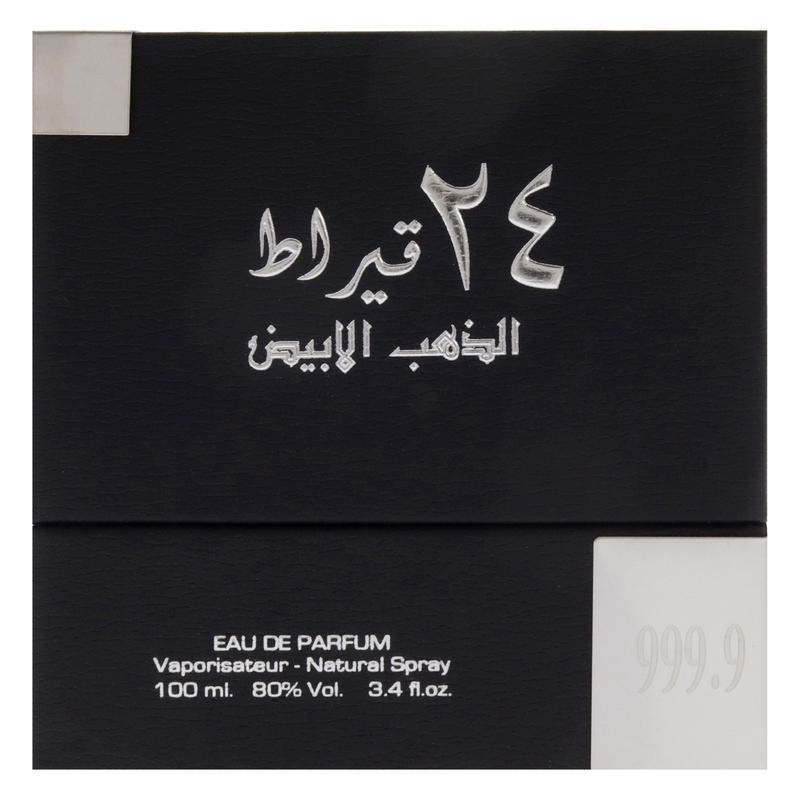 ٢٤ قيراط
الذهب الابيض
EAU DE PARFUM
Vaporisateur - Natural Spray
100 ml. 80% Vol. 3.4 fl.oz.
999.9